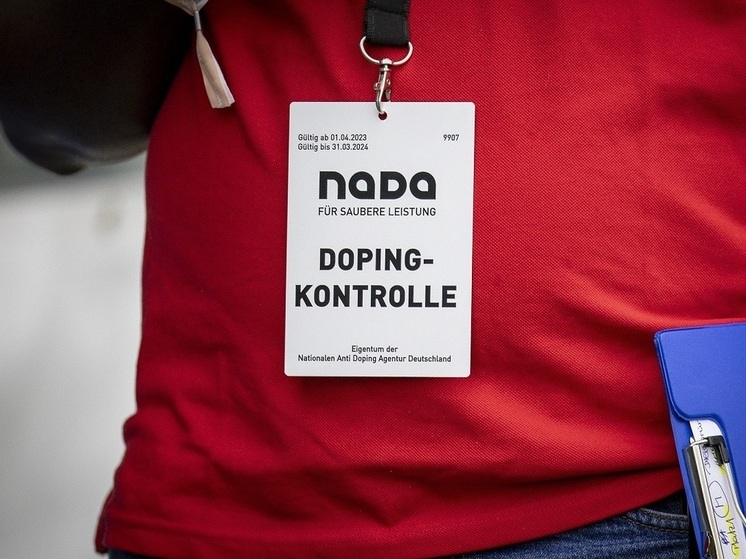 Gültig ab 01.04.2023 9907
Gültig bis 31.03.2024
naDa
FÜR SAUBERE LEISTUNG
DOPING-
KONTROLLE
Eigentum der
Nationalen Anti Doping Agentur Deutschland